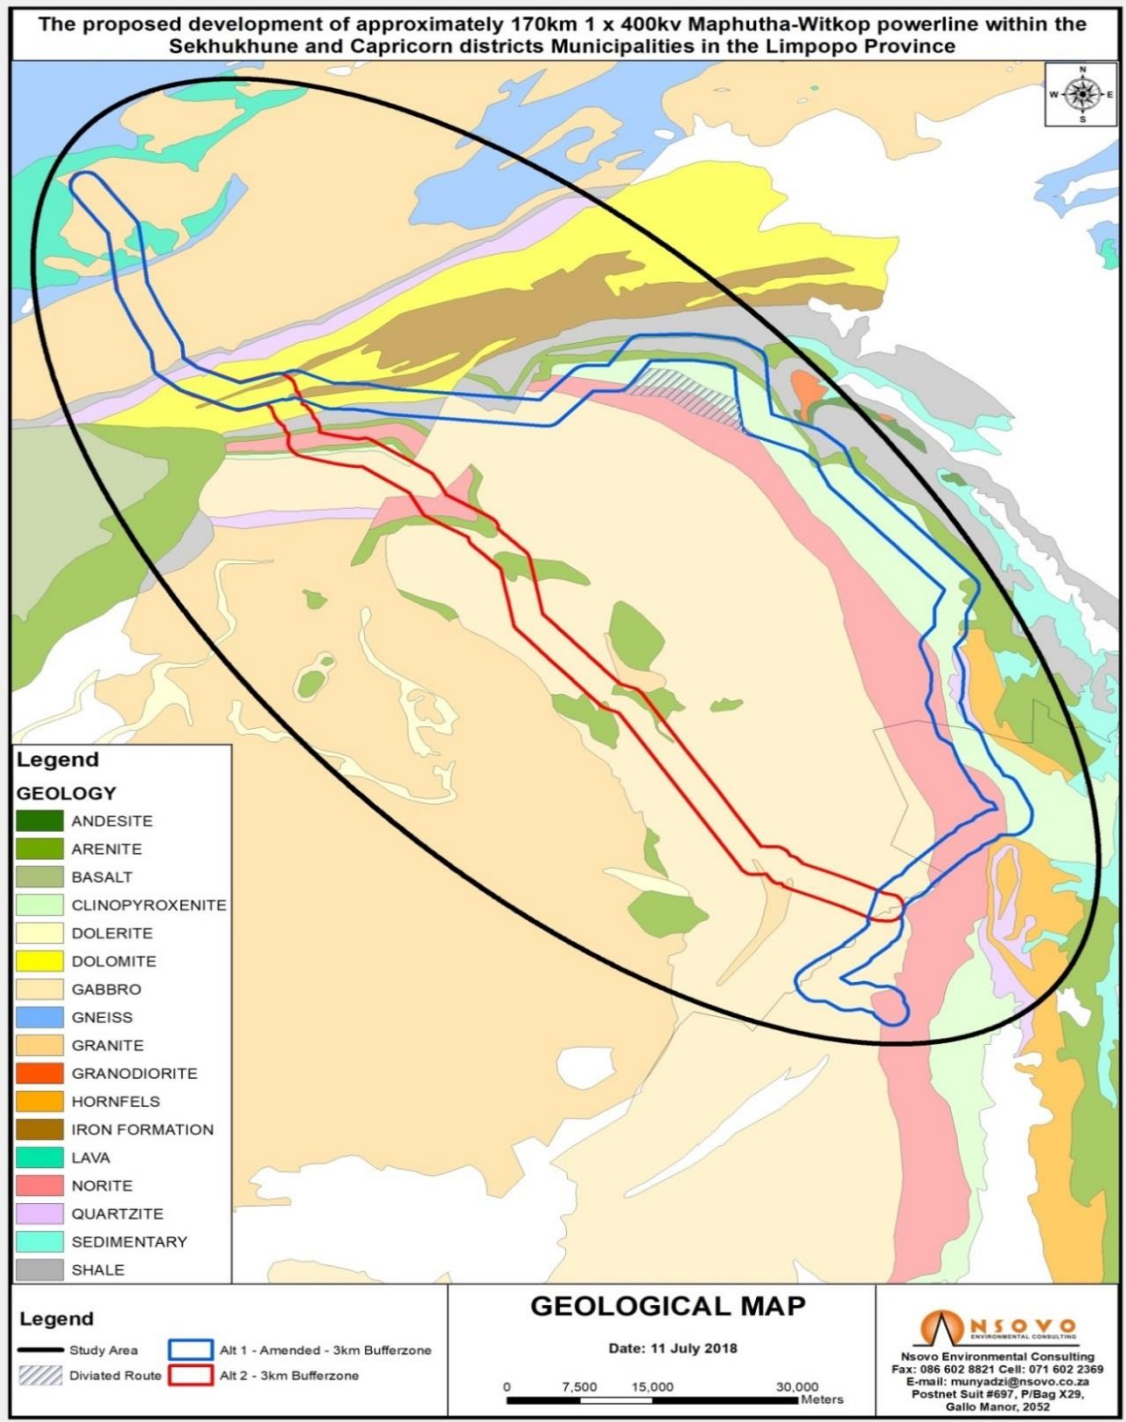 The proposed development of approximately 170km 1 x 400kv Maphutha-Witkop powerline within the
Sekhukhune and Capricorn districts Municipalities in the Limpopo Province
N
W E
S
Legend
GEOLOGY
ANDESITE
ARENITE
BASALT
CLINOPYROXENITE
DOLERITE
DOLOMITE
GABBRO
GNEISS
GRANITE
GRANODIORITE
HORNFELS
IRON FORMATION
LAVA
NORITE
QUARTZITE
SEDIMENTARY
SHALE
Legend
Study Area
Alt 1 - Amended - 3km Bufferzone
Diviated Route
Alt 2 - 3km Bufferzone
GEOLOGICAL MAP
Date: 11 July 2018
0 7,500 15,000 30,000
Meters
NSOVO
ENVIRONMENTAL CONSULTING
Nsovo Environmental Consulting
Fax: 086 602 8821 Cell: 071 602 2369
E-mail: munyadzi@nsovo.co.za
Postnet Suit #697, P/Bag X29,
Gallo Manor, 2052